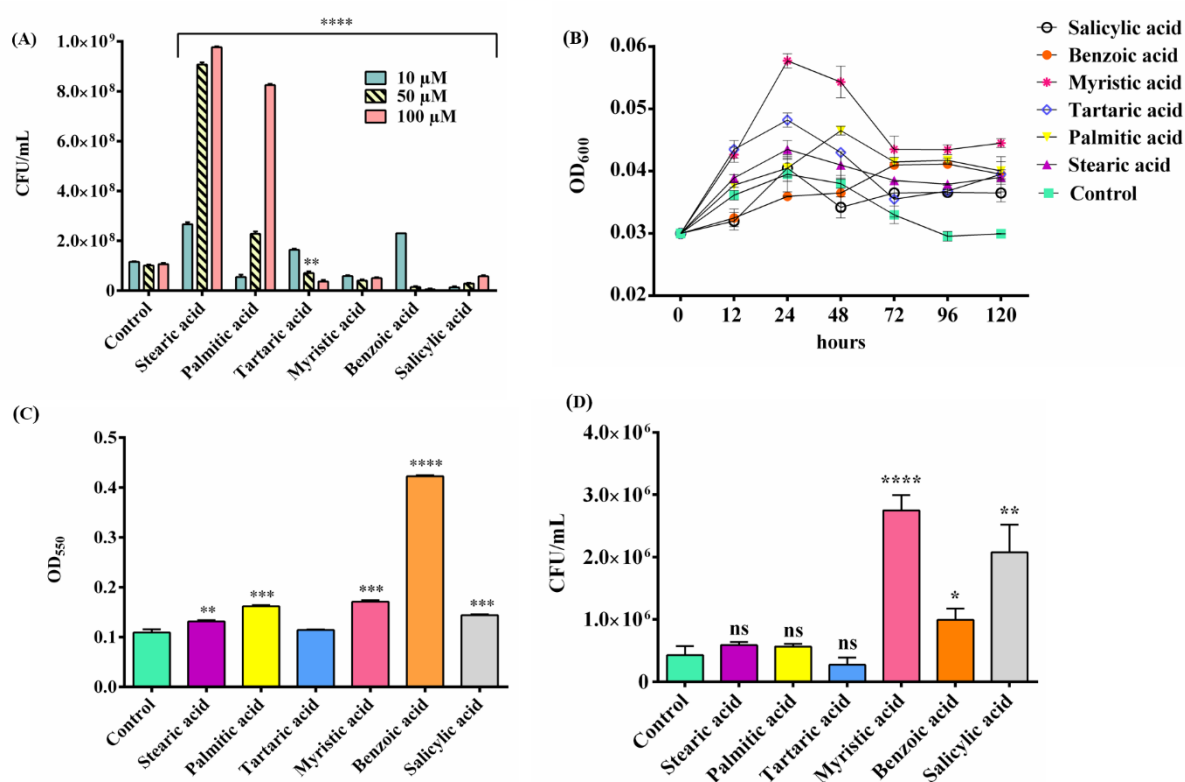 (A)
****
CFU/mL
1.0×10⁹
8.0×10⁸
6.0×10⁸
4.0×10⁸
2.0×10⁸
0
10 µM
50 µM
100 µM
**
Control
Stearic acid
Palmitic acid
Tartaric acid
Myristic acid
Benzoic acid
Salicylic acid
(B)
OD₆₀₀
0.06
0.05
0.04
0.03
0.02
0 12 24 48 72 96 120
hours
Salicylic acid
Benzoic acid
Myristic acid
Tartaric acid
Palmitic acid
Stearic acid
Control
(C)
OD₅₅₀
0.5
0.4
0.3
0.2
0.1
0.0
** *** *** **** ***
Control
Stearic acid
Palmitic acid
Tartaric acid
Myristic acid
Benzoic acid
Salicylic acid
(D)
CFU/mL
4.0×10⁶
3.0×10⁶
2.0×10⁶
1.0×10⁶
0
ns ns ns **** * **
Control
Stearic acid
Palmitic acid
Tartaric acid
Myristic acid
Benzoic acid
Salicylic acid